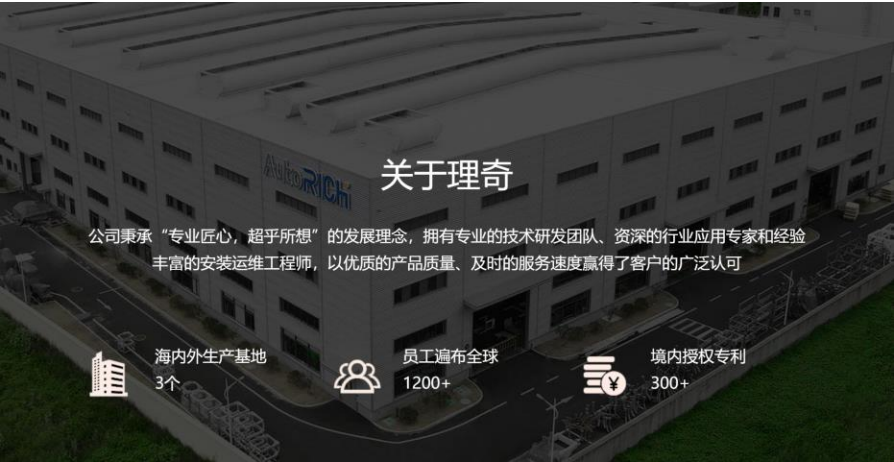 AutoRICH
关于理奇
公司秉承“专业匠心，超乎所想”的发展理念，拥有专业的技术研发团队、资深的行业应用专家和经验
丰富的安装运维工程师，以优质的产品质量、及时的服务速度赢得了客户的广泛认可
海内外生产基地
3个
员工遍布全球
1200+
境内授权专利
300+